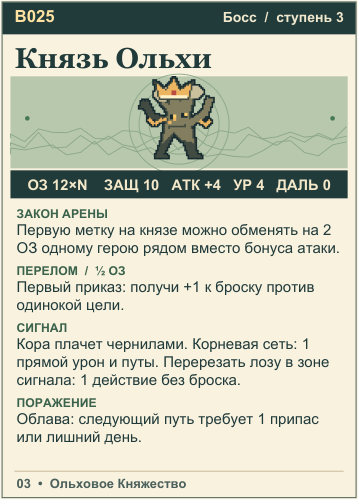 B025 Босс / ступень 3
Князь Ольхи
ОЗ 12×N ЗАЩ 10 АТК +4 УР 4 ДАЛЬ 0
ЗАКОН АРЕНЫ
Первую метку на князе можно обменять на 2
ОЗ одному герою рядом вместо бонуса атаки.
ПЕРЕЛОМ / ½ ОЗ
Первый приказ: получи +1 к броску против
одинокой цели.
СИГНАЛ
Кора плачет чернилами. Корневая сеть: 1
прямой урон и путы. Перерезать лозу в зоне
сигнала: 1 действие без броска.
ПОРАЖЕНИЕ
Облава: следующий путь требует 1 припас
или лишний день.
03 • Ольховое Княжество